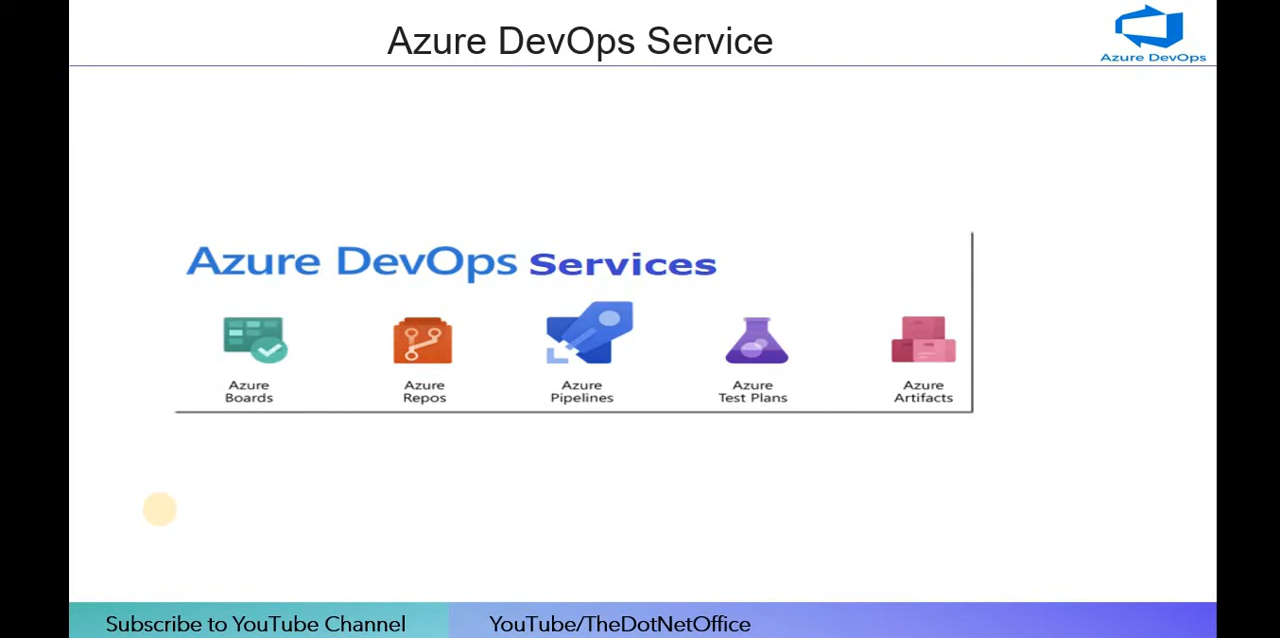 Azure DevOps Service
Azure DevOps
Azure DevOps Services
Azure
Boards
Azure
Repos
Azure
Pipelines
Azure
Test Plans
Azure
Artifacts
Subscribe to YouTube Channel
YouTube/TheDotNetOffice